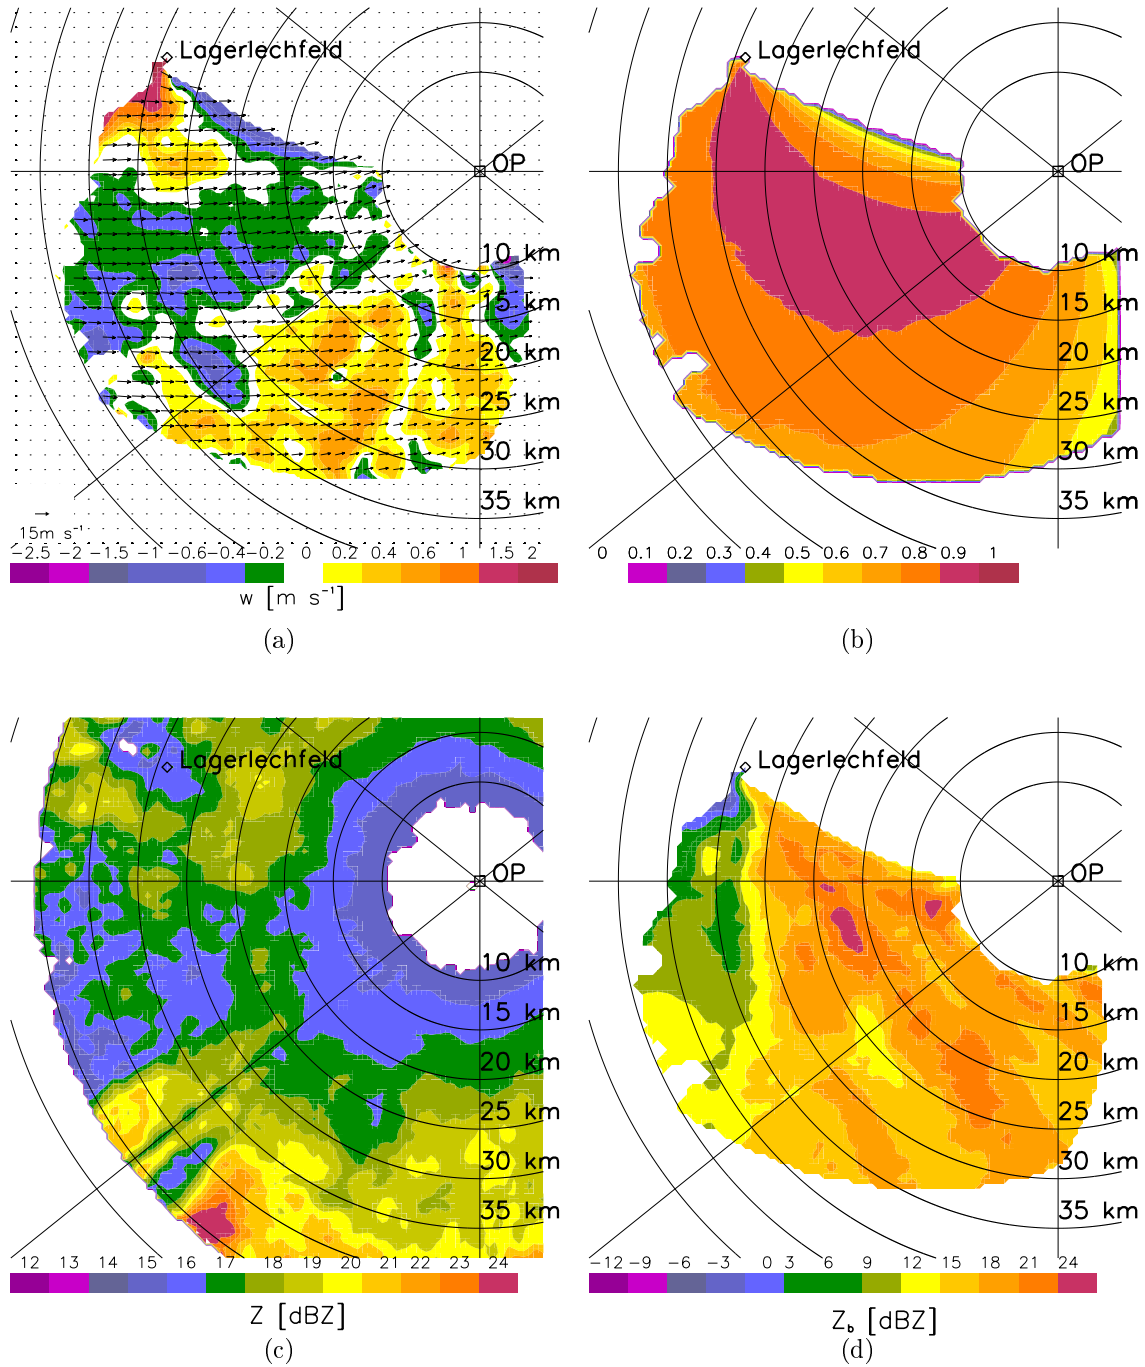 Lagerlechfeld
OP
10 km
15 km
20 km
25 km
30 km
35 km
15m s⁻¹
−2.5 −2 −1.5 −1 −0.6 −0.4 −0.2 0 0.2 0.4 0.6 1 1.5 2
w [m s⁻¹]
(a)
Lagerlechfeld
OP
10 km
15 km
20 km
25 km
30 km
35 km
0 0.1 0.2 0.3 0.4 0.5 0.6 0.7 0.8 0.9 1
(b)
Lagerlechfeld
OP
10 km
15 km
20 km
25 km
30 km
35 km
12 13 14 15 16 17 18 19 20 21 22 23 24
Z [dBZ]
(c)
Lagerlechfeld
OP
10 km
15 km
20 km
25 km
30 km
35 km
−12 −9 −6 −3 0 3 6 9 12 15 18 21 24
Z_b [dBZ]
(d)